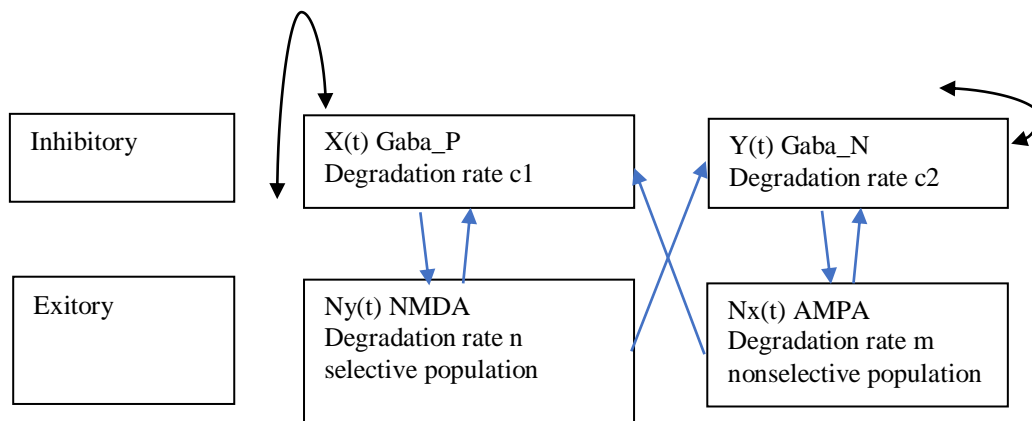 Inhibitory
X(t) Gaba_P
Degradation rate c1
Y(t) Gaba_N
Degradation rate c2
Exitory
Ny(t) NMDA
Degradation rate n
selective population
Nx(t) AMPA
Degradation rate m
nonselective population